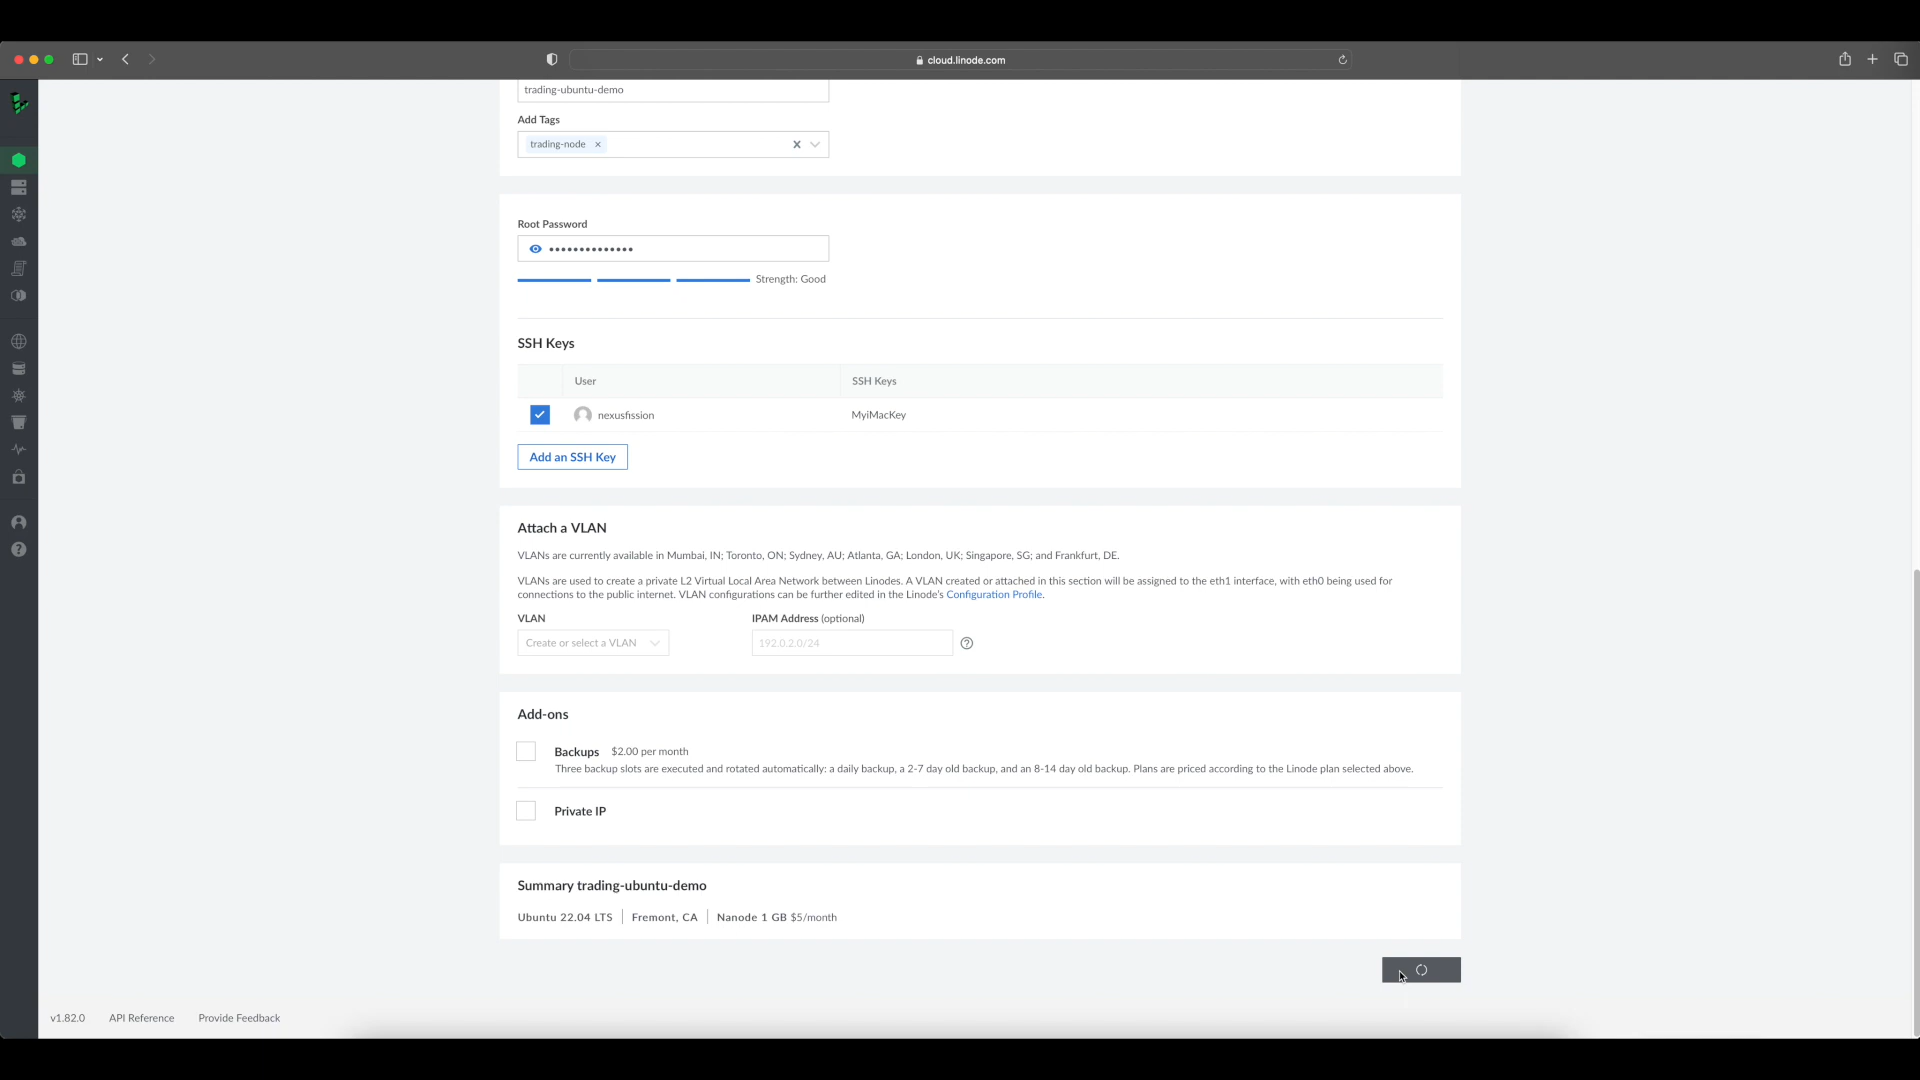 cloud.linode.com
trading-ubuntu-demo
Add Tags
trading-node ×
Root Password
••••••••••••••
Strength: Good
SSH Keys
User SSH Keys
nexusfission MyiMacKey
Add an SSH Key
Attach a VLAN
VLANs are currently available in Mumbai, IN; Toronto, ON; Sydney, AU; Atlanta, GA; London, UK; Singapore, SG; and Frankfurt, DE.
VLANs are used to create a private L2 Virtual Local Area Network between Linodes. A VLAN created or attached in this section will be assigned to the eth1 interface, with eth0 being used for
connections to the public internet. VLAN configurations can be further edited in the Linode's Configuration Profile.
VLAN IPAM Address (optional)
Create or select a VLAN 192.0.2.0/24
Add-ons
Backups $2.00 per month
Three backup slots are executed and rotated automatically: a daily backup, a 2-7 day old backup, and an 8-14 day old backup. Plans are priced according to the Linode plan selected above.
Private IP
Summary trading-ubuntu-demo
Ubuntu 22.04 LTS Fremont, CA Nanode 1 GB $5/month
v1.82.0 API Reference Provide Feedback